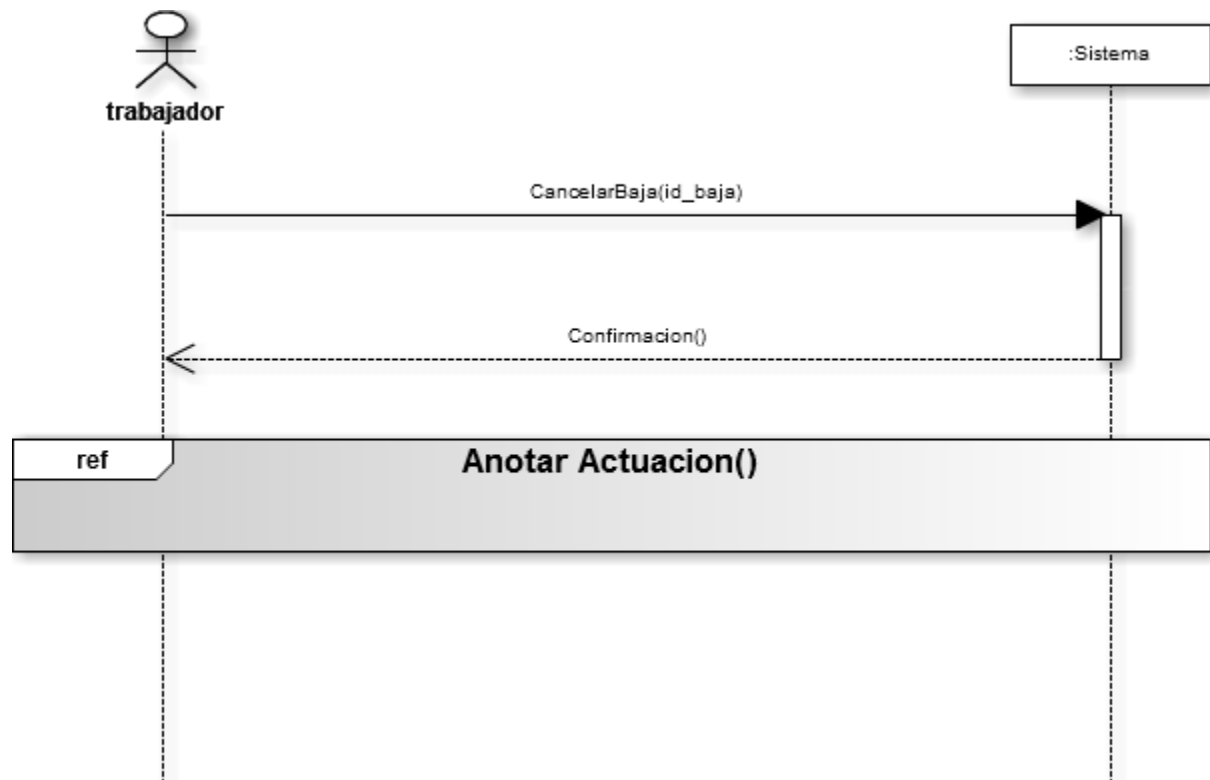 trabajador
:Sistema
CancelarBaja(id_baja)
Confirmacion()
ref
Anotar Actuacion()